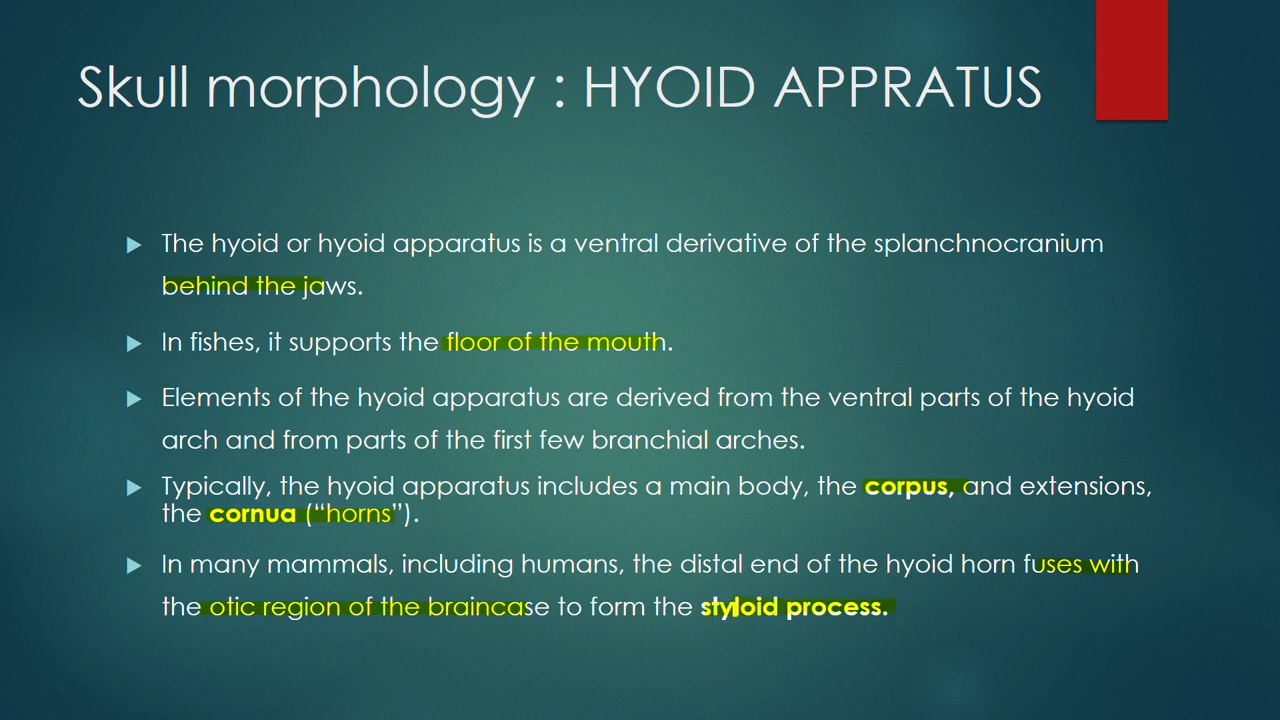 Skull morphology : HYOID APPRATUS
The hyoid or hyoid apparatus is a ventral derivative of the splanchnocranium
behind the jaws.
In fishes, it supports the floor of the mouth.
Elements of the hyoid apparatus are derived from the ventral parts of the hyoid
arch and from parts of the first few branchial arches.
Typically, the hyoid apparatus includes a main body, the corpus, and extensions,
the cornua (“horns”).
In many mammals, including humans, the distal end of the hyoid horn fuses with
the otic region of the braincase to form the styloid process.